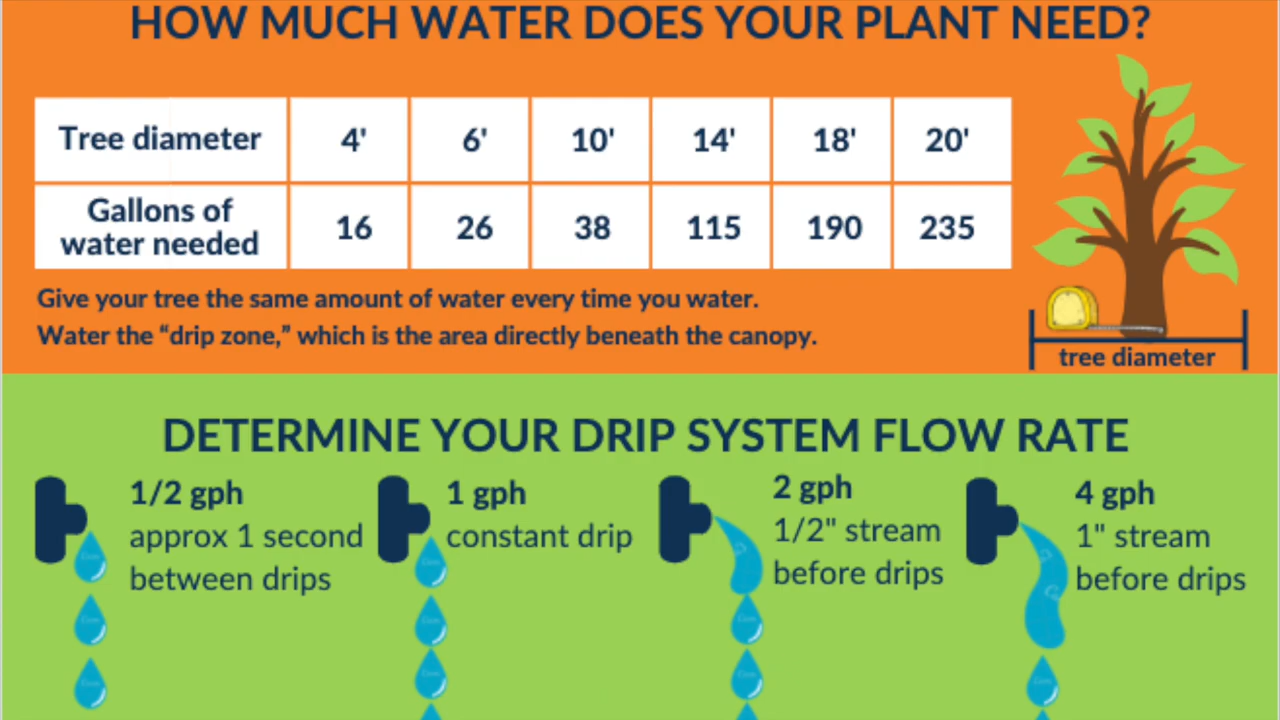 HOW MUCH WATER DOES YOUR PLANT NEED?
Tree diameter 4' 6' 10' 14' 18' 20'
Gallons of
water needed 16 26 38 115 190 235
Give your tree the same amount of water every time you water.
Water the “drip zone,” which is the area directly beneath the canopy.
tree diameter
DETERMINE YOUR DRIP SYSTEM FLOW RATE
1/2 gph
approx 1 second
between drips
1 gph
constant drip
2 gph
1/2" stream
before drips
4 gph
1" stream
before drips